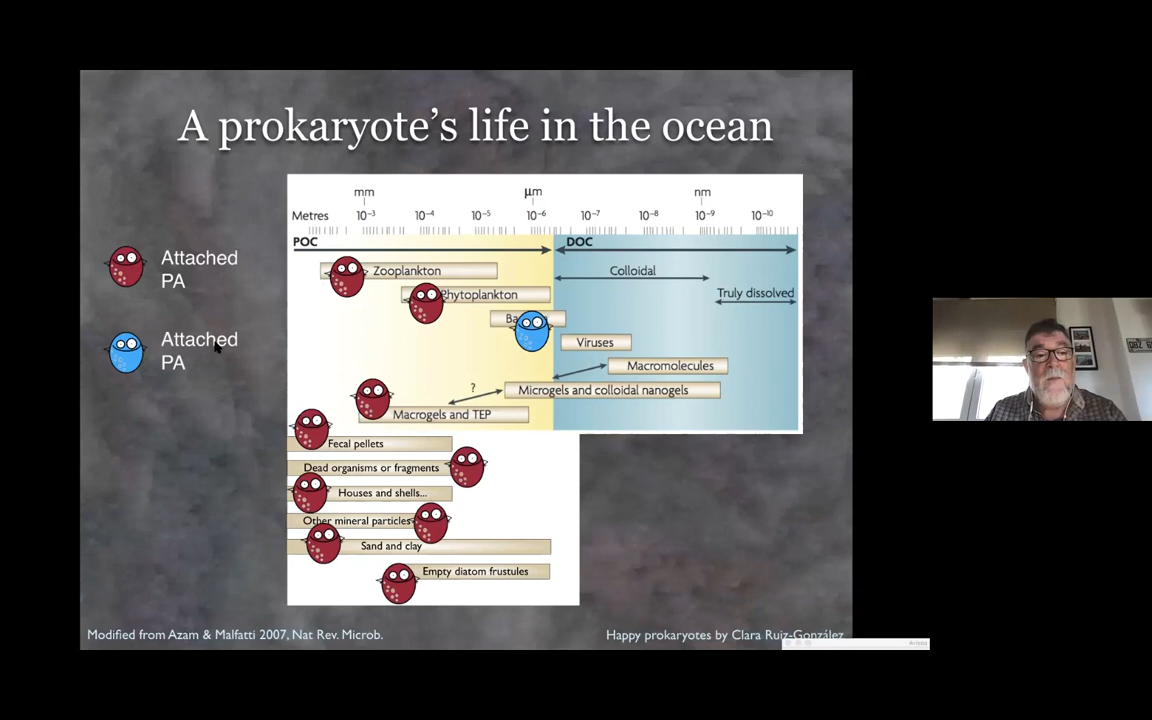 A prokaryote's life in the ocean
mm μm nm
Metres 10⁻³ 10⁻⁴ 10⁻⁵ 10⁻⁶ 10⁻⁷ 10⁻⁸ 10⁻⁹ 10⁻¹⁰
POC DOC
Attached
PA
Zooplankton
Colloidal
Phytoplankton
Truly dissolved
Attached
PA
Viruses
Macromolecules
?
Microgels and colloidal nanogels
Macrogels and TEP
Fecal pellets
Dead organisms or fragments
Houses and shells...
Other mineral particles
Sand and clay
Empty diatom frustules
Modified from Azam & Malfatti 2007, Nat Rev. Microb.
Happy prokaryotes by Clara Ruiz-González